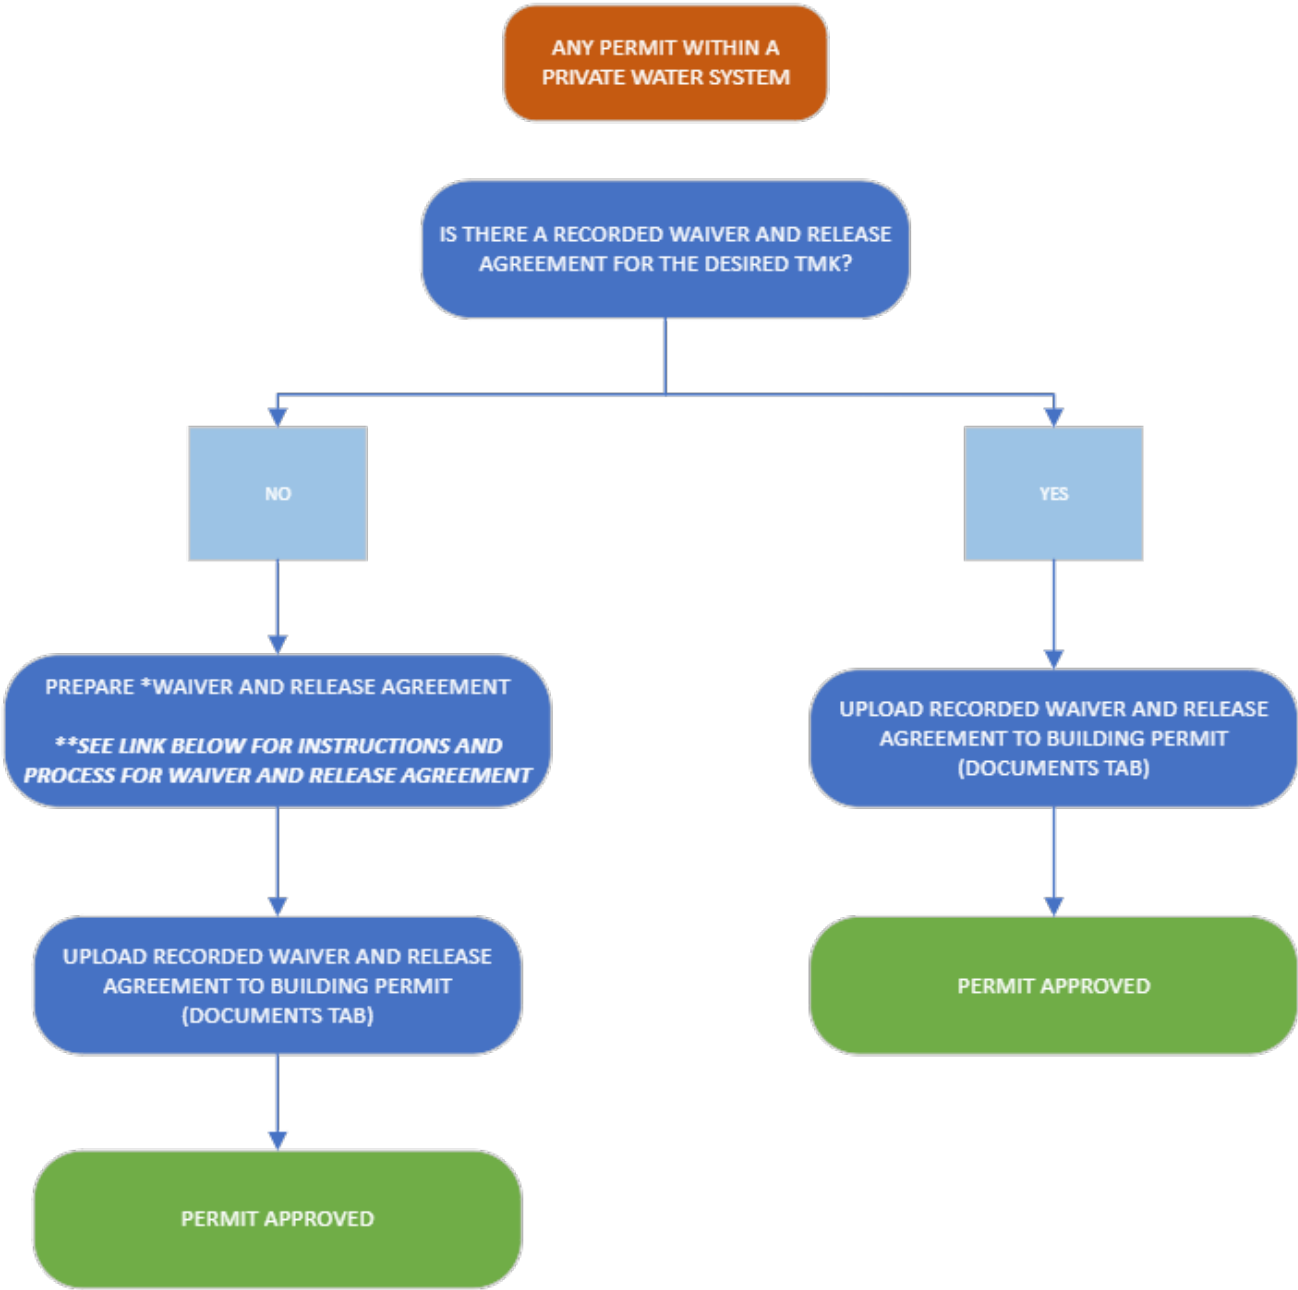 ANY PERMIT WITHIN A
PRIVATE WATER SYSTEM
IS THERE A RECORDED WAIVER AND RELEASE
AGREEMENT FOR THE DESIRED TMK?
NO
YES
PREPARE *WAIVER AND RELEASE AGREEMENT
**SEE LINK BELOW FOR INSTRUCTIONS AND
PROCESS FOR WAIVER AND RELEASE AGREEMENT
UPLOAD RECORDED WAIVER AND RELEASE
AGREEMENT TO BUILDING PERMIT
(DOCUMENTS TAB)
UPLOAD RECORDED WAIVER AND RELEASE
AGREEMENT TO BUILDING PERMIT
(DOCUMENTS TAB)
PERMIT APPROVED
PERMIT APPROVED